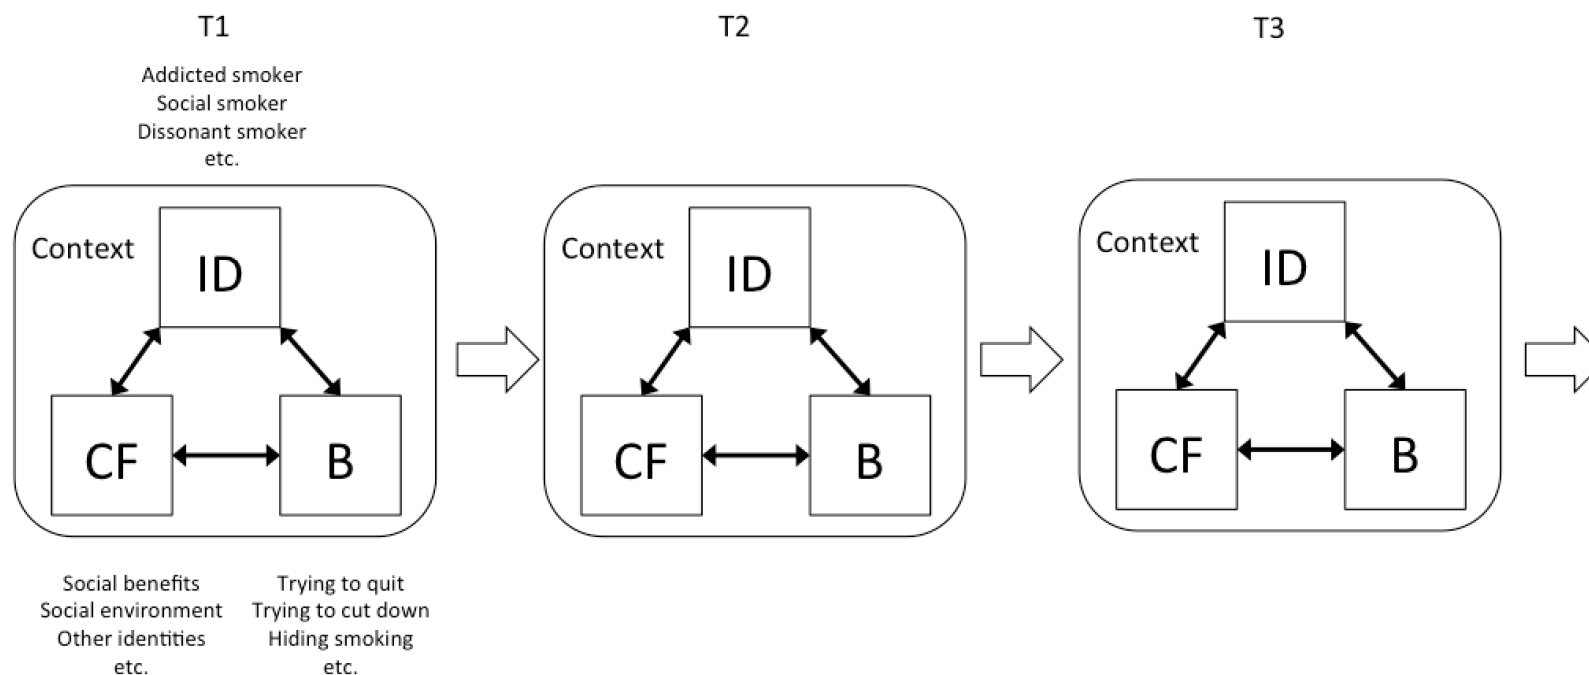 T1
T2
T3
Addicted smoker
Social smoker
Dissonant smoker
etc.
Context
ID
CF
B
Context
ID
CF
B
Context
ID
CF
B
Social benefits
Social environment
Other identities
etc.
Trying to quit
Trying to cut down
Hiding smoking
etc.